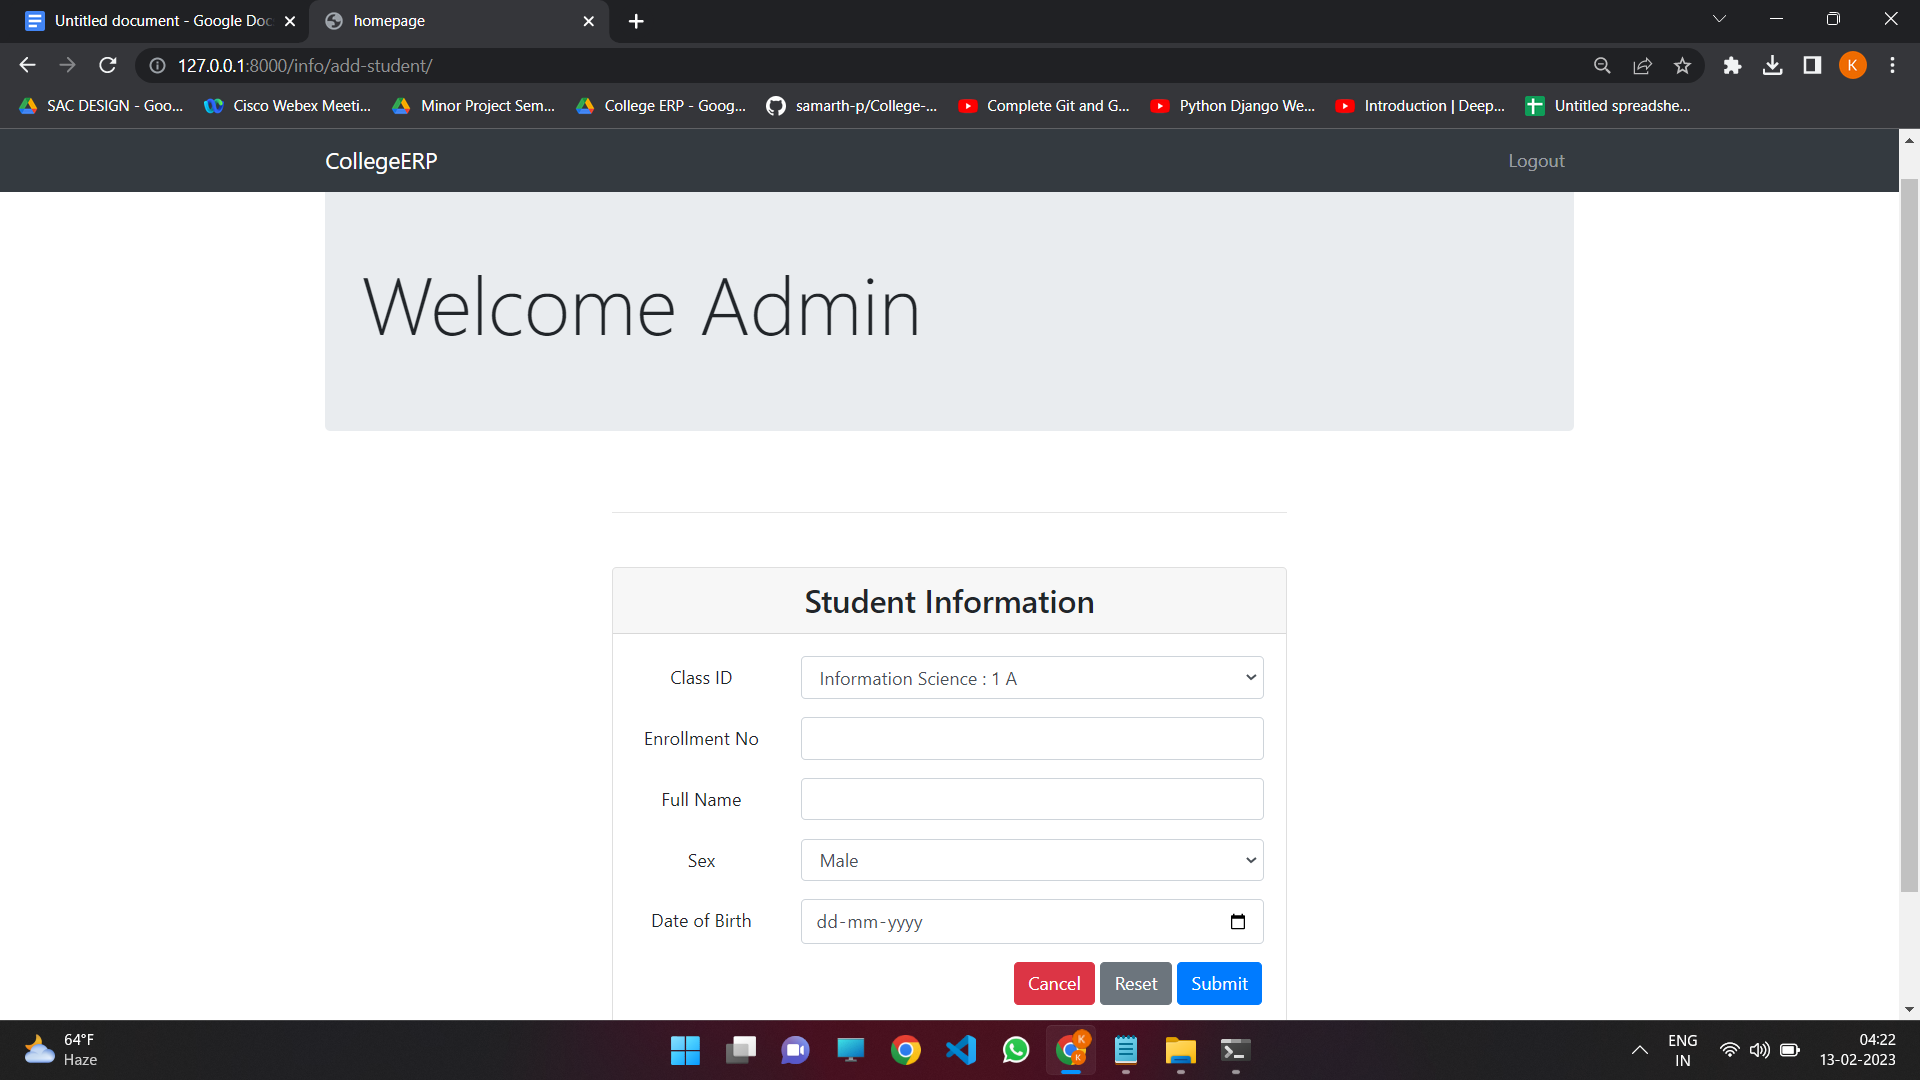 Untitled document - Google Doc
homepage
127.0.0.1:8000/info/add-student/
K
SAC DESIGN - Goo...
Cisco Webex Meeti...
Minor Project Sem...
College ERP - Goog...
samarth-p/College-...
Complete Git and G...
Python Django We...
Introduction | Deep...
Untitled spreadshe...
CollegeERP
Logout
Welcome Admin
Student Information
Class ID
Information Science : 1 A
Enrollment No
Full Name
Sex
Male
Date of Birth
dd-mm-yyyy
Cancel
Reset
Submit
64°F
Haze
K
K
ENG
IN
04:22
13-02-2023